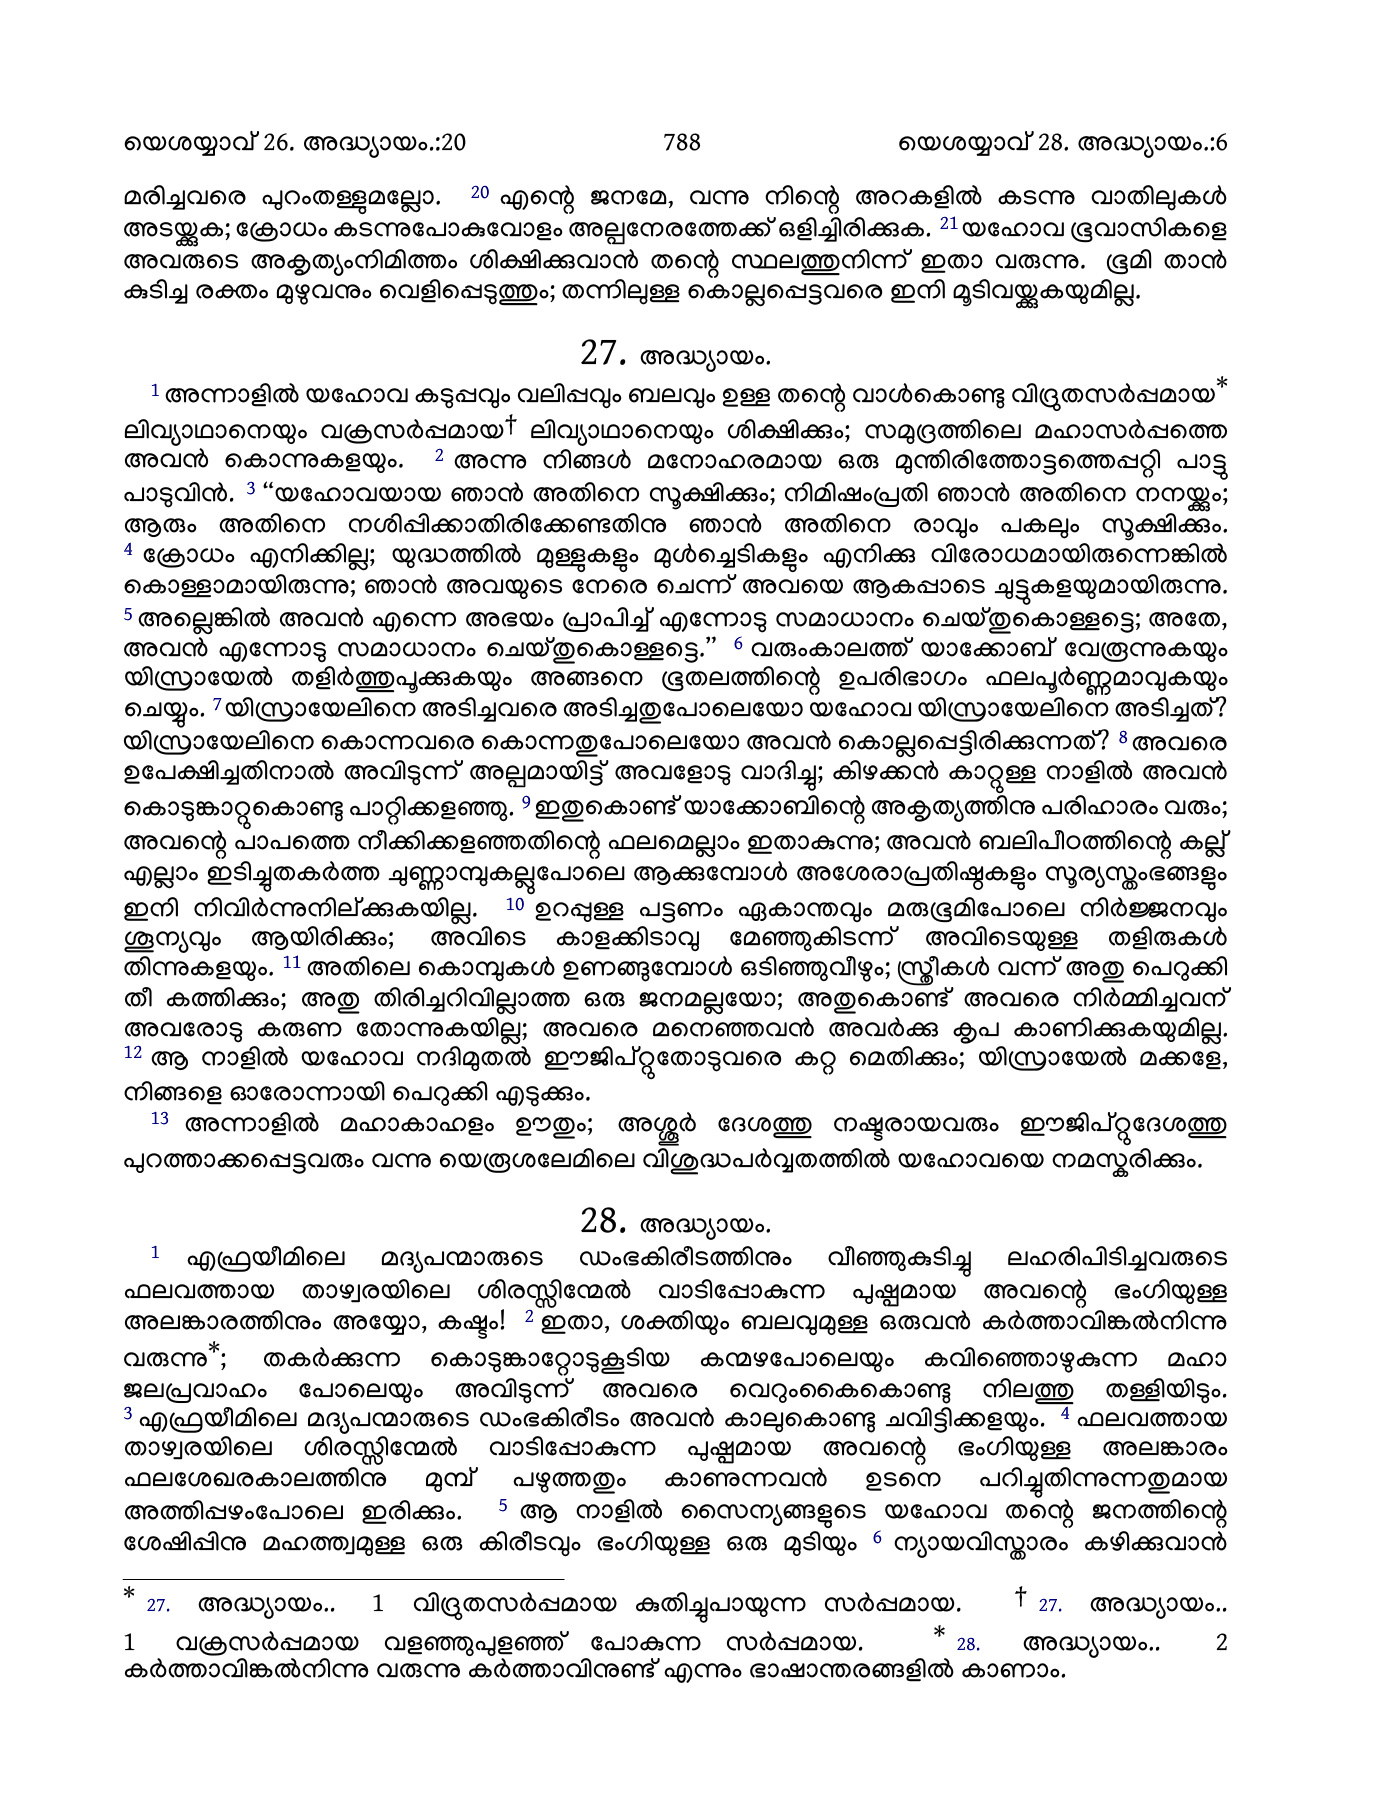 യെശയ്യാവ് 26. അദ്ധ്യായം.:20 788 യെശയ്യാവ് 28. അദ്ധ്യായം.:6
മരിച്ചവരെ പുറംതള്ളുമല്ലോ. 20 എന്റെ ജനമേ, വന്നു നിന്റെ അറകളിൽ കടന്നു വാതിലുകൾ
അടയ്ക്കുക; ക്രോധം കടന്നുപോകുവോളം അല്പനേരത്തേക്ക് ഒളിച്ചിരിക്കുക. 21 യഹോവ ഭൂവാസികളെ
അവരുടെ അകൃത്യംനിമിത്തം ശിക്ഷിക്കുവാൻ തന്റെ സ്ഥലത്തുനിന്ന് ഇതാ വരുന്നു. ഭൂമി താൻ
കുടിച്ച രക്തം മുഴുവനും വെളിപ്പെടുത്തും; തന്നിലുള്ള കൊല്ലപ്പെട്ടവരെ ഇനി മൂടിവയ്ക്കുകയുമില്ല.
27. അദ്ധ്യായം.
1 അന്നാളിൽ യഹോവ കടുപ്പവും വലിപ്പവും ബലവും ഉള്ള തന്റെ വാൾകൊണ്ടു വിദ്രുതസർപ്പമായ*
ലിവ്യാഥാനെയും വക്രസർപ്പമായ† ലിവ്യാഥാനെയും ശിക്ഷിക്കും; സമുദ്രത്തിലെ മഹാസർപ്പത്തെ
അവൻ കൊന്നുകളയും. 2 അന്നു നിങ്ങൾ മനോഹരമായ ഒരു മുന്തിരിത്തോട്ടത്തെപ്പറ്റി പാട്ടു
പാടുവിൻ. 3 “യഹോവയായ ഞാൻ അതിനെ സൂക്ഷിക്കും; നിമിഷംപ്രതി ഞാൻ അതിനെ നനയ്ക്കും;
ആരും അതിനെ നശിപ്പിക്കാതിരിക്കേണ്ടതിനു ഞാൻ അതിനെ രാവും പകലും സൂക്ഷിക്കും.
4 ക്രോധം എനിക്കില്ല; യുദ്ധത്തിൽ മുള്ളുകളും മുൾച്ചെടികളും എനിക്കു വിരോധമായിരുന്നെങ്കിൽ
കൊള്ളാമായിരുന്നു; ഞാൻ അവയുടെ നേരെ ചെന്ന് അവയെ ആകപ്പാടെ ചുട്ടുകളയുമായിരുന്നു.
5 അല്ലെങ്കിൽ അവൻ എന്നെ അഭയം പ്രാപിച്ച് എന്നോടു സമാധാനം ചെയ്തുകൊള്ളട്ടെ; അതേ,
അവൻ എന്നോടു സമാധാനം ചെയ്തുകൊള്ളട്ടെ.” 6 വരുംകാലത്ത് യാക്കോബ് വേരൂന്നുകയും
യിസ്രായേൽ തളിർത്തുപൂക്കുകയും അങ്ങനെ ഭൂതലത്തിന്റെ ഉപരിഭാഗം ഫലപൂർണ്ണമാവുകയും
ചെയ്യും. 7 യിസ്രായേലിനെ അടിച്ചവരെ അടിച്ചതുപോലെയോ യഹോവ യിസ്രായേലിനെ അടിച്ചത്?
യിസ്രായേലിനെ കൊന്നവരെ കൊന്നതുപോലെയോ അവൻ കൊല്ലപ്പെട്ടിരിക്കുന്നത്? 8 അവരെ
ഉപേക്ഷിച്ചതിനാൽ അവിടുന്ന് അല്പമായിട്ട് അവളോടു വാദിച്ചു; കിഴക്കൻ കാറ്റുള്ള നാളിൽ അവൻ
കൊടുങ്കാറ്റുകൊണ്ടു പാറ്റിക്കളഞ്ഞു. 9 ഇതുകൊണ്ട് യാക്കോബിന്റെ അകൃത്യത്തിനു പരിഹാരം വരും;
അവന്റെ പാപത്തെ നീക്കിക്കളഞ്ഞതിന്റെ ഫലമെല്ലാം ഇതാകുന്നു; അവൻ ബലിപീഠത്തിന്റെ കല്ല്
എല്ലാം ഇടിച്ചുതകർത്ത ചുണ്ണാമ്പുകല്ലുപോലെ ആക്കുമ്പോൾ അശേരാപ്രതിഷ്ഠകളും സൂര്യസ്തംഭങ്ങളും
ഇനി നിവിർന്നുനില്ക്കുകയില്ല. 10 ഉറപ്പുള്ള പട്ടണം ഏകാന്തവും മരുഭൂമിപോലെ നിർജ്ജനവും
ശൂന്യവും ആയിരിക്കും; അവിടെ കാളക്കിടാവു മേഞ്ഞുകിടന്ന് അവിടെയുള്ള തളിരുകൾ
തിന്നുകളയും. 11 അതിലെ കൊമ്പുകൾ ഉണങ്ങുമ്പോൾ ഒടിഞ്ഞുവീഴും; സ്ത്രീകൾ വന്ന് അതു പെറുക്കി
തീ കത്തിക്കും; അതു തിരിച്ചറിവില്ലാത്ത ഒരു ജനമല്ലയോ; അതുകൊണ്ട് അവരെ നിർമ്മിച്ചവന്
അവരോടു കരുണ തോന്നുകയില്ല; അവരെ മനെഞ്ഞവൻ അവർക്കു കൃപ കാണിക്കുകയുമില്ല.
12 ആ നാളിൽ യഹോവ നദിമുതൽ ഈജിപ്റ്റുതോടുവരെ കറ്റ മെതിക്കും; യിസ്രായേൽ മക്കളേ,
നിങ്ങളെ ഓരോന്നായി പെറുക്കി എടുക്കും.
13 അന്നാളിൽ മഹാകാഹളം ഊതും; അശ്ശൂർ ദേശത്തു നഷ്ടരായവരും ഈജിപ്റ്റുദേശത്തു
പുറത്താക്കപ്പെട്ടവരും വന്നു യെരൂശലേമിലെ വിശുദ്ധപർവ്വതത്തിൽ യഹോവയെ നമസ്കരിക്കും.
28. അദ്ധ്യായം.
1 എഫ്രയീമിലെ മദ്യപന്മാരുടെ ഡംഭകിരീടത്തിനും വീഞ്ഞുകുടിച്ചു ലഹരിപിടിച്ചവരുടെ
ഫലവത്തായ താഴ്വരയിലെ ശിരസ്സിന്മേൽ വാടിപ്പോകുന്ന പുഷ്പമായ അവന്റെ ഭംഗിയുള്ള
അലങ്കാരത്തിനും അയ്യോ, കഷ്ടം! 2 ഇതാ, ശക്തിയും ബലവുമുള്ള ഒരുവൻ കർത്താവിങ്കൽനിന്നു
വരുന്നു*; തകർക്കുന്ന കൊടുങ്കാറ്റോടുകൂടിയ കന്മഴപോലെയും കവിഞ്ഞൊഴുകുന്ന മഹാ
ജലപ്രവാഹം പോലെയും അവിടുന്ന് അവരെ വെറുംകൈകൊണ്ടു നിലത്തു തള്ളിയിടും.
3 എഫ്രയീമിലെ മദ്യപന്മാരുടെ ഡംഭകിരീടം അവൻ കാലുകൊണ്ടു ചവിട്ടിക്കളയും. 4 ഫലവത്തായ
താഴ്വരയിലെ ശിരസ്സിന്മേൽ വാടിപ്പോകുന്ന പുഷ്പമായ അവന്റെ ഭംഗിയുള്ള അലങ്കാരം
ഫലശേഖരകാലത്തിനു മുമ്പ് പഴുത്തതും കാണുന്നവൻ ഉടനെ പറിച്ചുതിന്നുന്നതുമായ
അത്തിപ്പഴംപോലെ ഇരിക്കും. 5 ആ നാളിൽ സൈന്യങ്ങളുടെ യഹോവ തന്റെ ജനത്തിന്റെ
ശേഷിപ്പിനു മഹത്ത്വമുള്ള ഒരു കിരീടവും ഭംഗിയുള്ള ഒരു മുടിയും 6 ന്യായവിസ്താരം കഴിക്കുവാൻ
* 27. അദ്ധ്യായം.. 1 വിദ്രുതസർപ്പമായ കുതിച്ചുപായുന്ന സർപ്പമായ. † 27. അദ്ധ്യായം..
1 വക്രസർപ്പമായ വളഞ്ഞുപുളഞ്ഞ് പോകുന്ന സർപ്പമായ. * 28. അദ്ധ്യായം.. 2
കർത്താവിങ്കൽനിന്നു വരുന്നു കർത്താവിനുണ്ട് എന്നും ഭാഷാന്തരങ്ങളിൽ കാണാം.